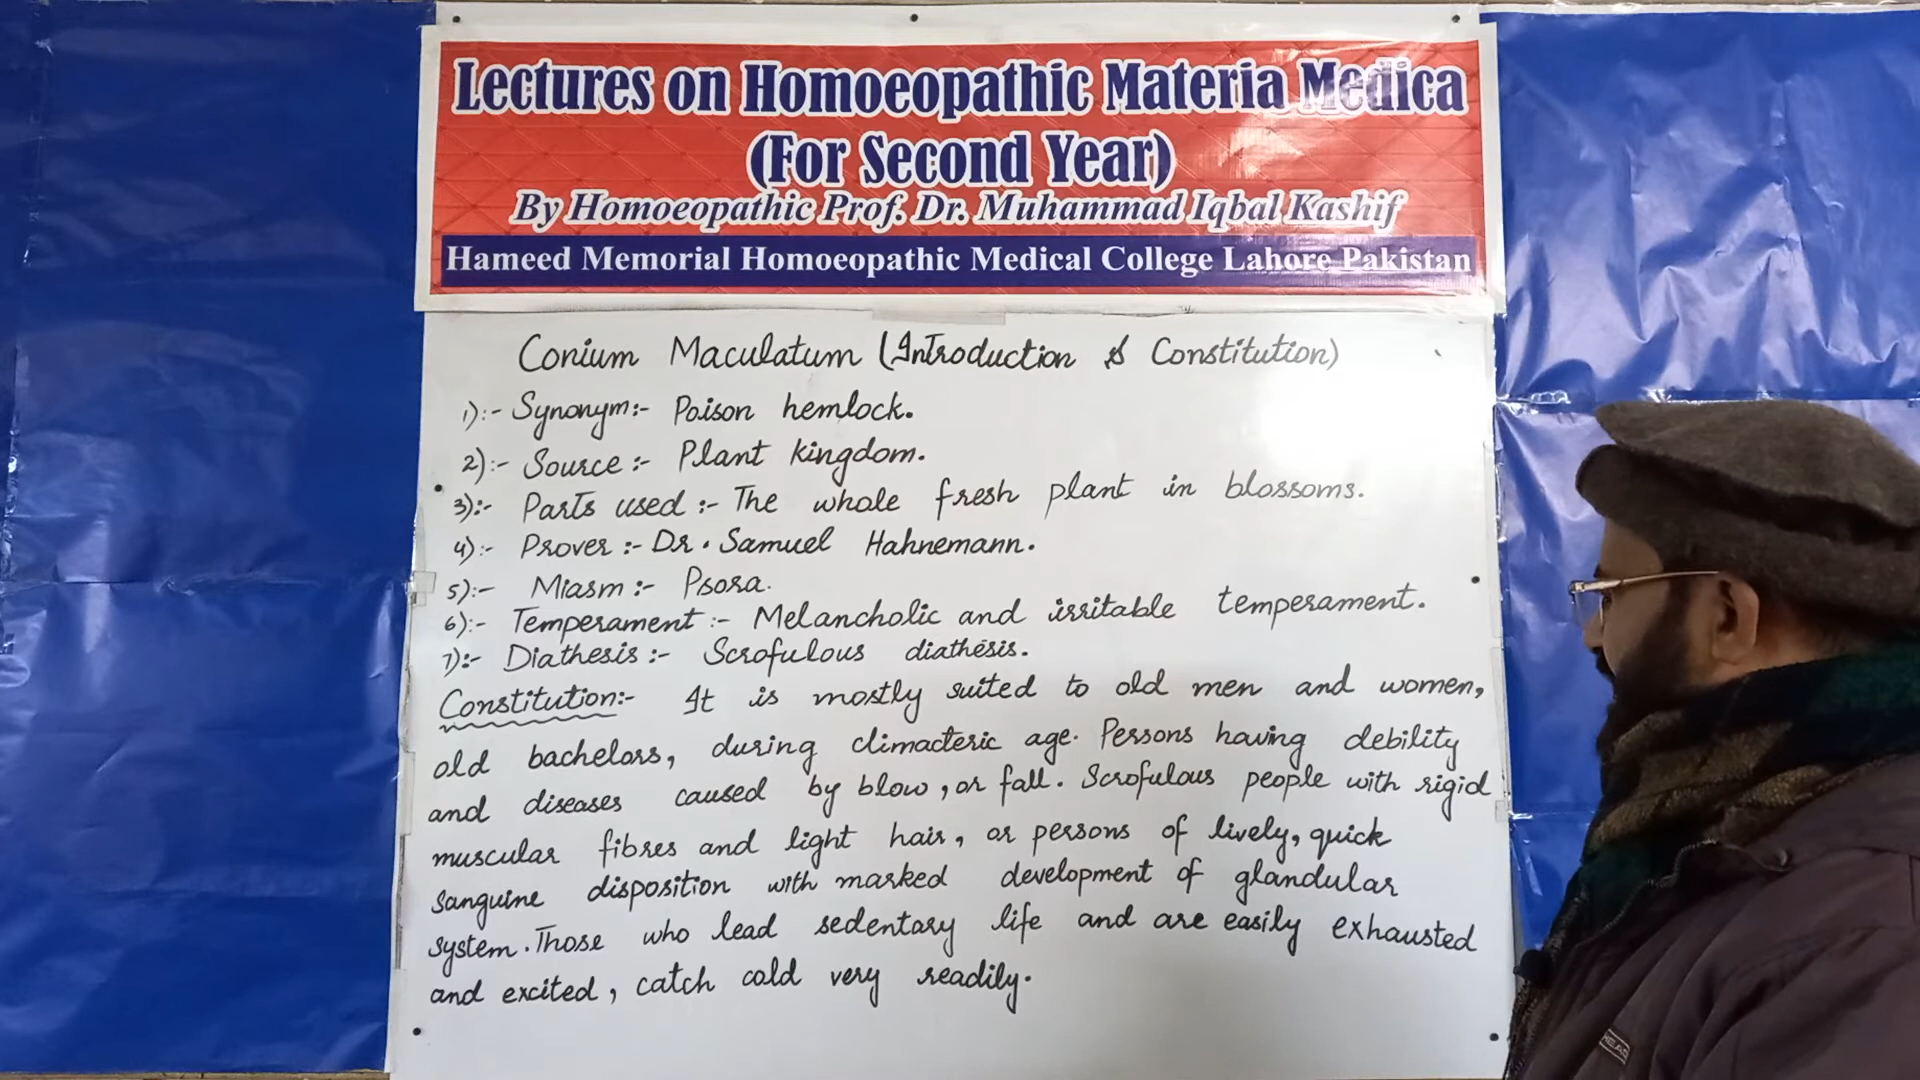 Lectures on Homoeopathic Materia Medica
(For Second Year)
By Homoeopathic Prof. Dr. Muhammad Iqbal Kashif
Hameed Memorial Homoeopathic Medical College Lahore Pakistan
Conium Maculatum (Introduction & Constitution)
1):- Synonym:- Poison hemlock.
2):- Source:- Plant kingdom.
3):- Parts used:- The whole fresh plant in blossoms.
4):- Prover:- Dr. Samuel Hahnemann.
5):- Miasm:- Psora.
6):- Temperament:- Melancholic and irritable temperament.
7):- Diathesis:- Scrofulous diathesis.
Constitution:- It is mostly suited to old men and women,
old bachelors, during climacteric age. Persons having debility
and diseases caused by blow, or fall. Scrofulous people with rigid
muscular fibres and light hair, or persons of lively, quick
sanguine disposition with marked development of glandular
system. Those who lead sedentary life and are easily exhausted
and excited, catch cold very readily.
HEAD